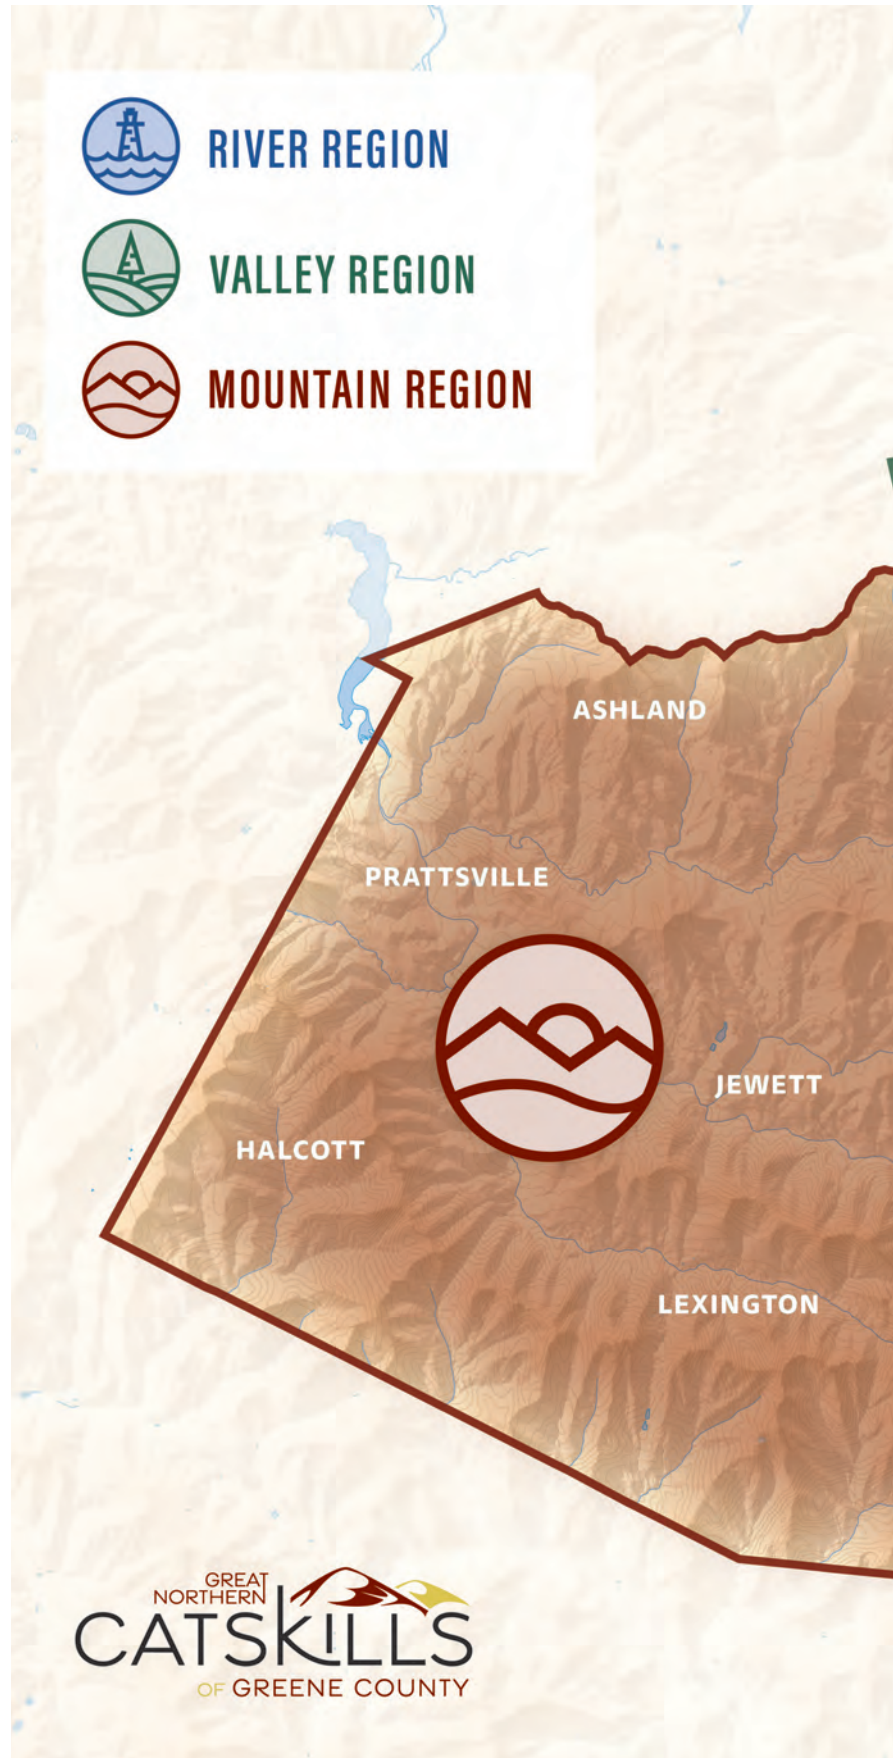 RIVER REGION
VALLEY REGION
MOUNTAIN REGION
ASHLAND
PRATTSVILLE
JEWETT
HALCOTT
LEXINGTON
GREAT
NORTHERN
CATSKILLS
OF GREENE COUNTY